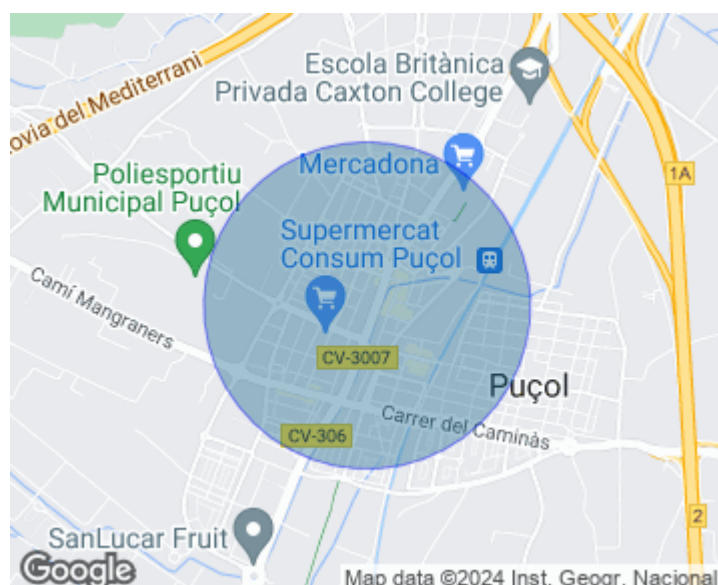 Escola Britànica
Privada Caxton College
ovia del Mediterrani
Mercadona
1A
Poliesportiu
Municipal Puçol
Supermercat
Consum Puçol
Camí Mangraners
CV-3007
Puçol
Carrer del Caminàs
CV-306
2
SanLucar Fruit
Google
Map data ©2024 Inst. Geogr. Nacional